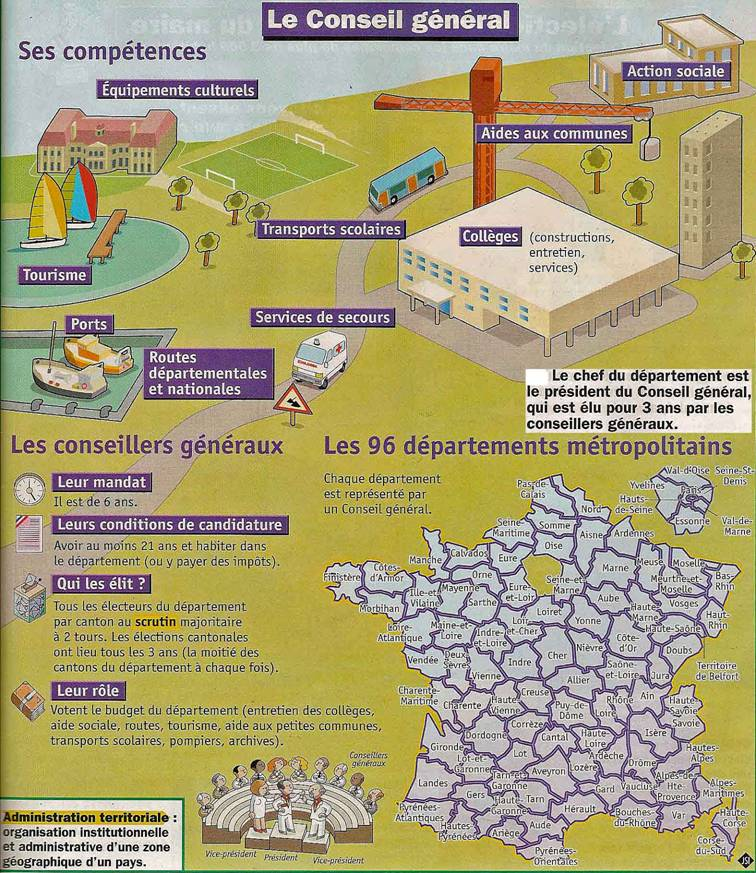 Le Conseil général
Ses compétences
Équipements culturels
Action sociale
Aides aux communes
Transports scolaires
Collèges (constructions,
entretien,
services)
Tourisme
Ports
Services de secours
Routes
départementales
et nationales
Le chef du département est
le président du Conseil général,
qui est élu pour 3 ans par les
conseillers généraux.
Les conseillers généraux
Leur mandat
Il est de 6 ans.
Leurs conditions de candidature
Avoir au moins 21 ans et habiter dans
le département (ou y payer des impôts).
Qui les élit ?
Tous les électeurs du département
par canton au scrutin majoritaire
à 2 tours. Les élections cantonales
ont lieu tous les 3 ans (la moitié des
cantons du département à chaque fois).
Leur rôle
Votent le budget du département (entretien des collèges,
aide sociale, routes, tourisme, aide aux petites communes,
transports scolaires, pompiers, archives).
Conseillers
généraux
Vice-président
Président
Vice-président
Administration territoriale :
organisation institutionnelle
et administrative d'un zone
géographique d'un pays.
Les 96 départements métropolitains
Chaque département
est représenté par
un Conseil général.
Val-d'Oise
Seine-St-
Denis
Yvelines
Paris
Hauts-
de-Seine
Essonne
Val-de-
Marne
Pas-de-
Calais
Nord
Seine-
Maritime
Somme
Aisne
Ardennes
Oise
Manche
Calvados
Eure
Marne
Meuse
Moselle
Bas-
Rhin
Finistère
Côtes-
d'Armor
Orne
Eure-
et-Loir
Seine-et-
Marne
Meurthe-et-
Moselle
Ille-et-
Vilaine
Mayenne
Aube
Vosges
Morbihan
Sarthe
Loiret
Yonne
Haute-
Marne
Haut-
Rhin
Loire-
Atlantique
Maine-et-
Loire
Loir-
et-Cher
Haute-Saône
Indre-
et-Loire
Côte-
d'Or
Doubs
Vendée
Deux
Sèvres
Indre
Cher
Nièvre
Saône-
et-Loire
Jura
Territoire
de Belfort
Vienne
Allier
Charente-
Maritime
Charente
Haute
Vienne
Creuse
Puy-de-
Dôme
Loire
Rhône
Ain
Haute-
Savoie
Savoie
Corrèze
Isère
Dordogne
Cantal
Haute-
Loire
Gironde
Lot
Ardèche
Drôme
Hautes-
Alpes
Lot-et-
Garonne
Aveyron
Lozère
Landes
Tarn-et-
Garonne
Gard
Vaucluse
Alpes-de-
Hte-
Provence
Alpes-
Maritimes
Gers
Haute-
Garonne
Tarn
Hérault
Bouches-
du-Rhône
Var
Pyrénées-
Atlantiques
Hautes-
Pyrénées
Ariège
Aude
Pyrénées-
Orientales
Haute-
Corse
Corse-
du-Sud
JSI